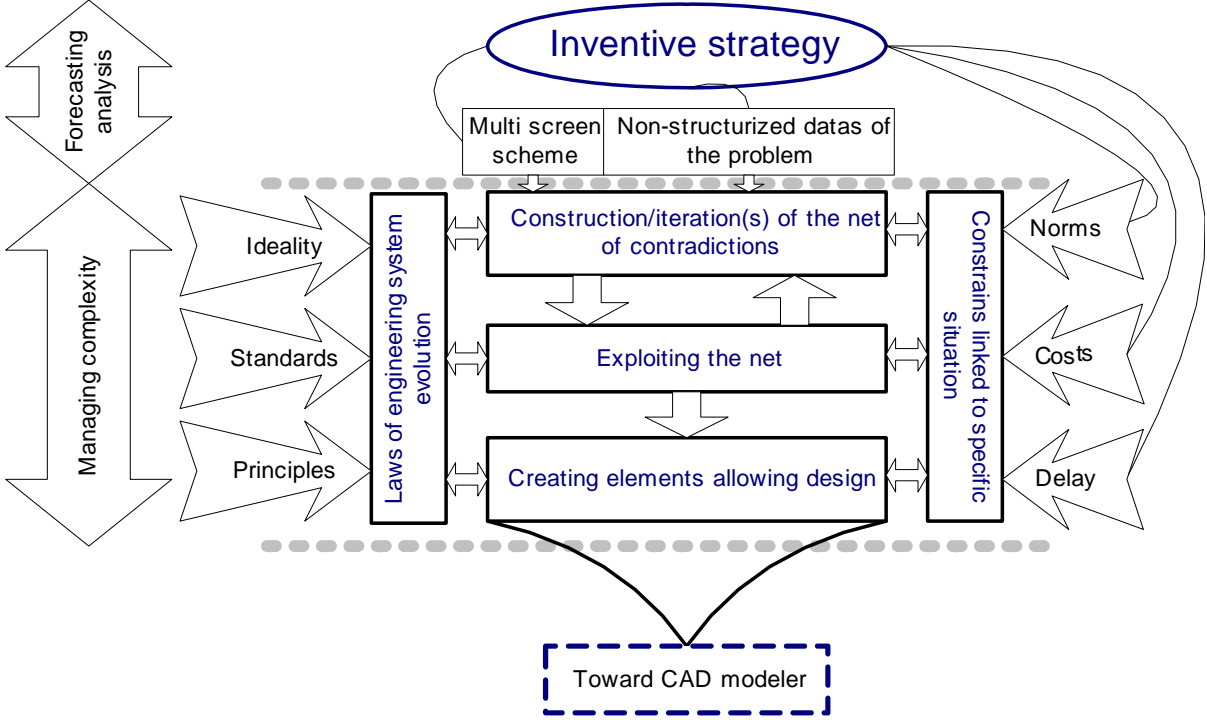 Inventive strategy
Forecasting
analysis
Multi screen
scheme
Non-structurized datas of
the problem
Managing complexity
Ideality
Standards
Principles
Laws of engineering system
evolution
Construction/iteration(s) of the net
of contradictions
Exploiting the net
Creating elements allowing design
Constrains linked to specific
situation
Norms
Costs
Delay
Toward CAD modeler